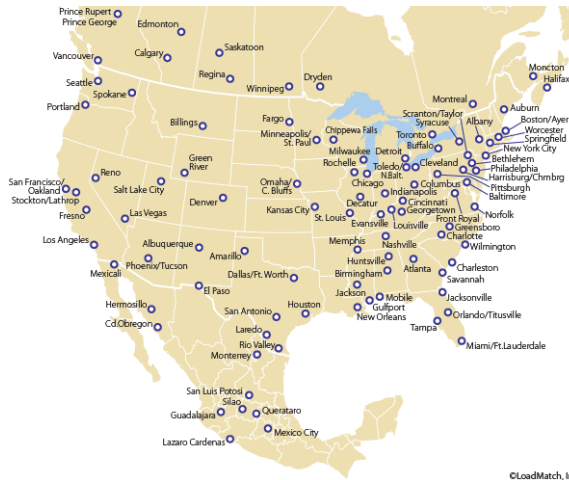 Prince Rupert
Prince George
Edmonton
Saskatoon
Calgary
Vancouver
Regina
Winnipeg
Dryden
Moncton
Halifax
Seattle
Spokane
Portland
Montreal
Auburn
Scranton/Taylor
Syracuse
Albany
Boston/Ayer
Worcester
Springfield
New York City
Bethlehem
Philadelphia
Harrisburg/Chmbrg
Pittsburgh
Baltimore
Billings
Fargo
Minneapolis/
St. Paul
Chippewa Falls
Toronto
Buffalo
Milwaukee
Detroit
Rochelle
Toledo/
N.Balt.
Cleveland
Chicago
Green
River
Reno
Salt Lake City
San Francisco/
Oakland
Stockton/Lathrop
Fresno
Las Vegas
Denver
Omaha/
C. Bluffs
Kansas City
St. Louis
Decatur
Indianapolis
Columbus
Cincinnati
Georgetown
Evansville
Louisville
Front Royal
Norfolk
Greensboro
Charlotte
Wilmington
Los Angeles
Mexicali
Phoenix/Tucson
Albuquerque
Amarillo
El Paso
Dallas/Ft. Worth
Memphis
Nashville
Huntsville
Birmingham
Atlanta
Charleston
Savannah
Hermosillo
Cd.Obregon
San Antonio
Houston
Laredo
Rio Valley
Monterrey
Jackson
Mobile
Gulfport
New Orleans
Jacksonville
Orlando/Titusville
Tampa
Miami/Ft.Lauderdale
San Luis Potosi
Silao
Guadalajara
Querataro
Mexico City
Lazaro Cardenas
©LoadMatch, In